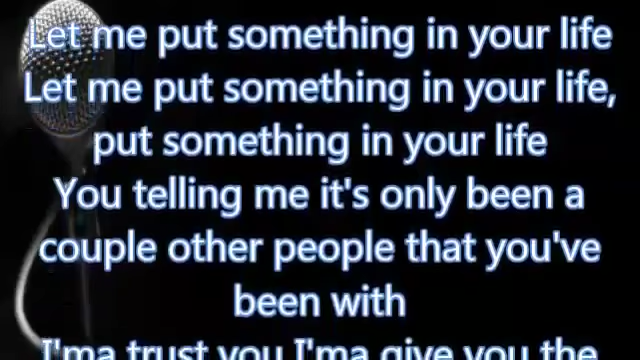 Let me put something in your life
Let me put something in your life,
put something in your life
You telling me it's only been a
couple other people that you've
been with
I'ma trust you I'ma give you the